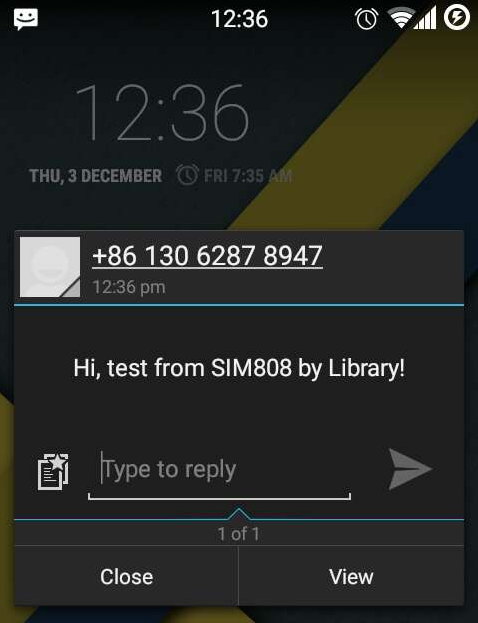 12:36
12:36
THU, 3 DECEMBER FRI 7:35 AM
+86 130 6287 8947
12:36 pm
Hi, test from SIM808 by Library!
Type to reply
1 of 1
Close View